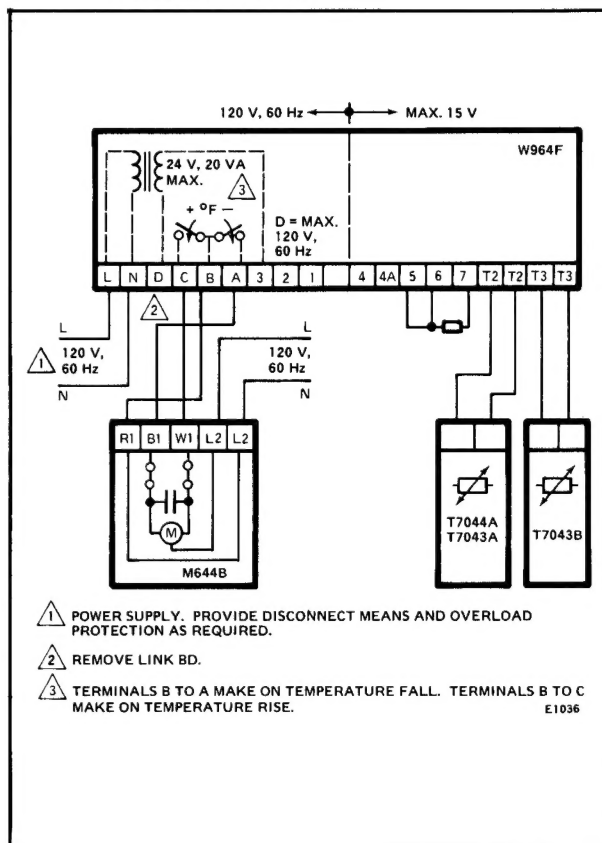 120 V, 60 Hz
MAX. 15 V
W964F
24 V, 20 VA
MAX.
3
+ ºF −
D = MAX.
120 V,
60 Hz
L N D C B A 3 2 1 4 4A 5 6 7 T2 T2 T3 T3
2
L
1 120 V,
60 Hz
N
L
120 V,
60 Hz
N
R1 B1 W1 L2 L2
M
M644B
T7044A
T7043A
T7043B
1 POWER SUPPLY. PROVIDE DISCONNECT MEANS AND OVERLOAD
PROTECTION AS REQUIRED.
2 REMOVE LINK BD.
3 TERMINALS B TO A MAKE ON TEMPERATURE FALL. TERMINALS B TO C
MAKE ON TEMPERATURE RISE.
E1036